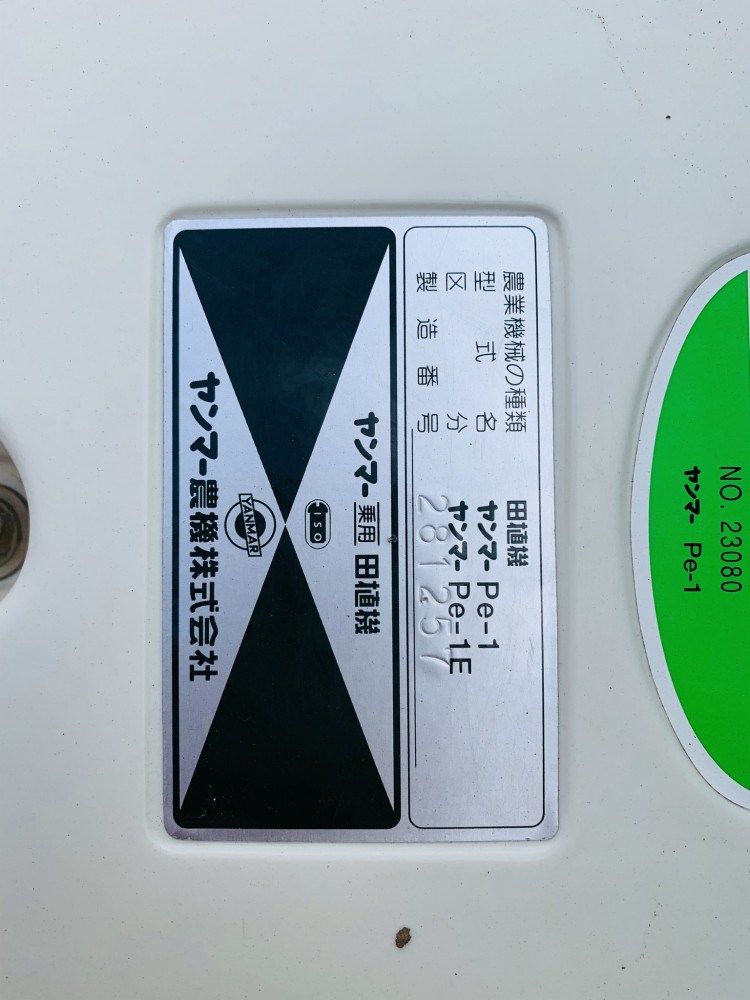 農業機械の種類 田植機
型式名 ヤンマー Pe-1
区分 ヤンマー Pe-1E
製造番号 281257
ISO
ヤンマー乗用田植機
YANMAR
ヤンマー農機株式会社
NO. 23080
ヤンマー Pe-1